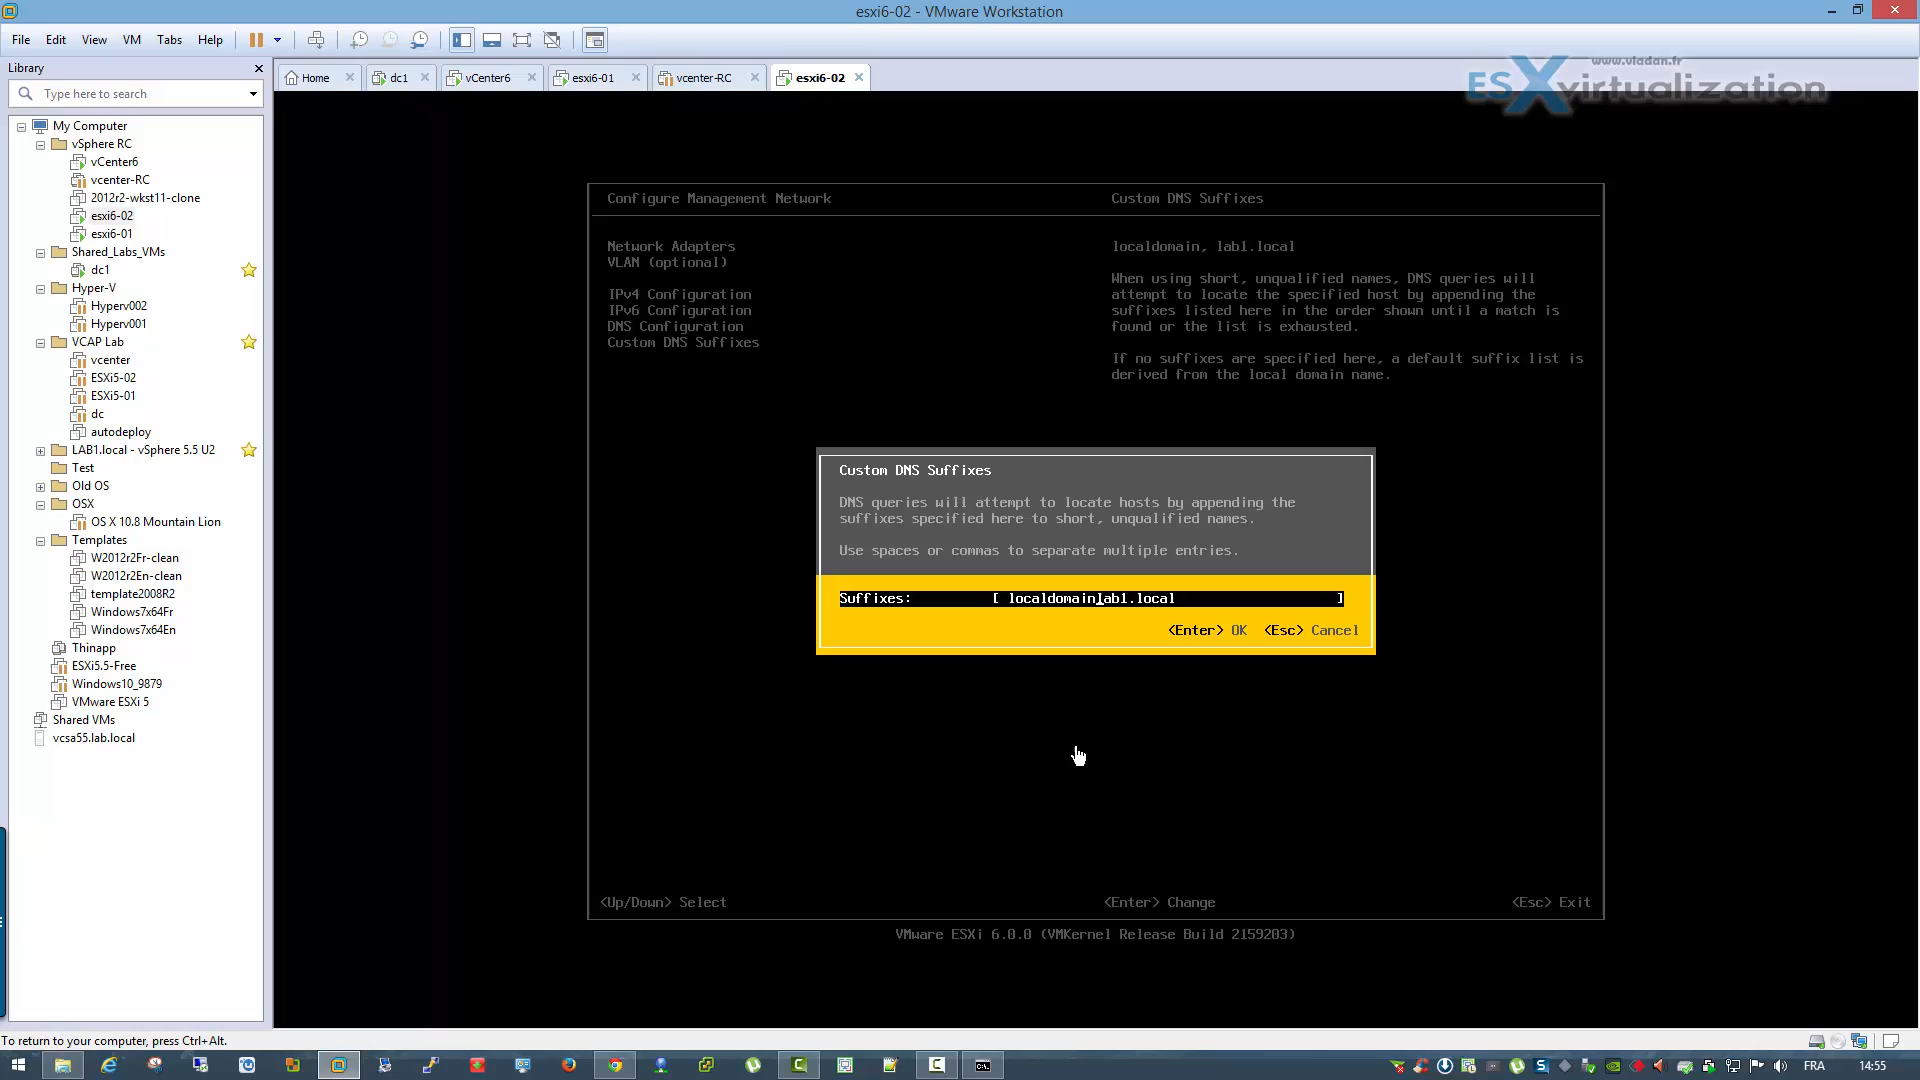 esxi6-02 - VMware Workstation
File Edit View VM Tabs Help
Library
Type here to search
Home
dc1
vCenter6
esxi6-01
vcenter-RC
esxi6-02
www.vladan.fr
ESXvirtualization
My Computer
vSphere RC
vCenter6
vcenter-RC
2012r2-wkst11-clone
esxi6-02
esxi6-01
Shared_Labs_VMs
dc1
Hyper-V
Hyperv002
Hyperv001
VCAP Lab
vcenter
ESXi5-02
ESXi5-01
dc
autodeploy
LAB1.local - vSphere 5.5 U2
Test
Old OS
OSX
OS X 10.8 Mountain Lion
Templates
W2012r2Fr-clean
W2012r2En-clean
template2008R2
Windows7x64Fr
Windows7x64En
Thinapp
ESXi5.5-Free
Windows10_9879
VMware ESXi 5
Shared VMs
vcsa55.lab.local
Configure Management Network
Custom DNS Suffixes
Network Adapters
VLAN (optional)
IPv4 Configuration
IPv6 Configuration
DNS Configuration
Custom DNS Suffixes
localdomain, lab1.local
When using short, unqualified names, DNS queries will
attempt to locate the specified host by appending the
suffixes listed here in the order shown until a match is
found or the list is exhausted.
If no suffixes are specified here, a default suffix list is
derived from the local domain name.
Custom DNS Suffixes
DNS queries will attempt to locate hosts by appending the
suffixes specified here to short, unqualified names.
Use spaces or commas to separate multiple entries.
Suffixes: [ localdomainlab1.local ]
<Enter> OK <Esc> Cancel
<Up/Down> Select <Enter> Change <Esc> Exit
VMware ESXi 6.0.0 (VMKernel Release Build 2159203)
To return to your computer, press Ctrl+Alt.
FRA 14:55